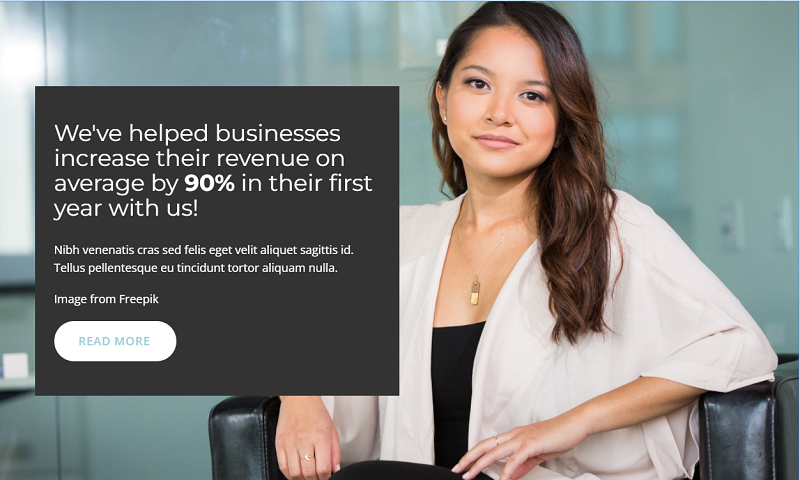 We've helped businesses
increase their revenue on
average by 90% in their first
year with us!
Nibh venenatis cras sed felis eget velit aliquet sagittis id.
Tellus pellentesque eu tincidunt tortor aliquam nulla.
Image from Freepik
READ MORE